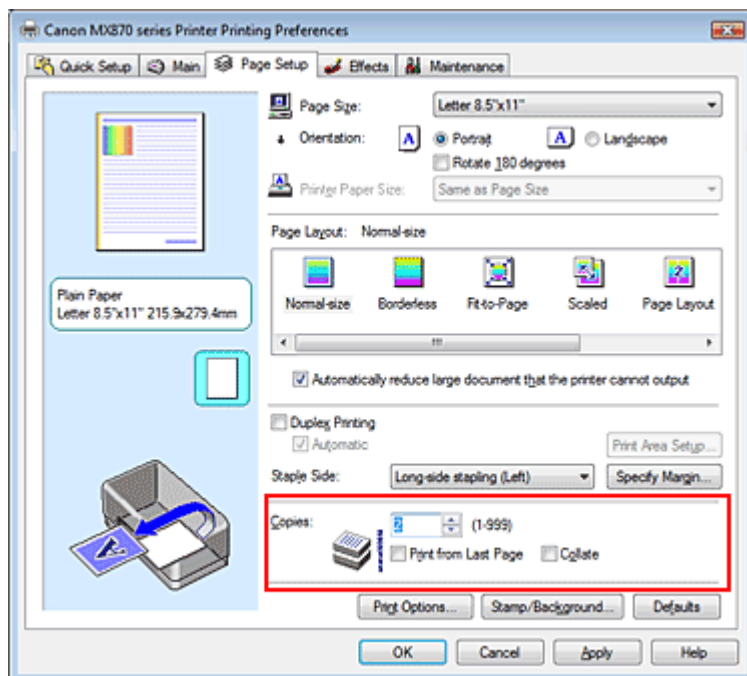 Canon MX870 series Printer Printing Preferences
Quick Setup Main Page Setup Effects Maintenance
Page Size: Letter 8.5"x11"
Orientation: A Portrait A Landscape
Rotate 180 degrees
Printer Paper Size: Same as Page Size
Page Layout: Normal-size
Normal-size Borderless Fit-to-Page Scaled Page Layout
Plain Paper
Letter 8.5"x11" 215.9x279.4mm
Automatically reduce large document that the printer cannot output
Duplex Printing
Automatic Print Area Setup...
Staple Side: Long-side stapling (Left) Specify Margin...
Copies: 2 (1-999)
Print from Last Page Collate
Print Options... Stamp/Background... Defaults
OK Cancel Apply Help